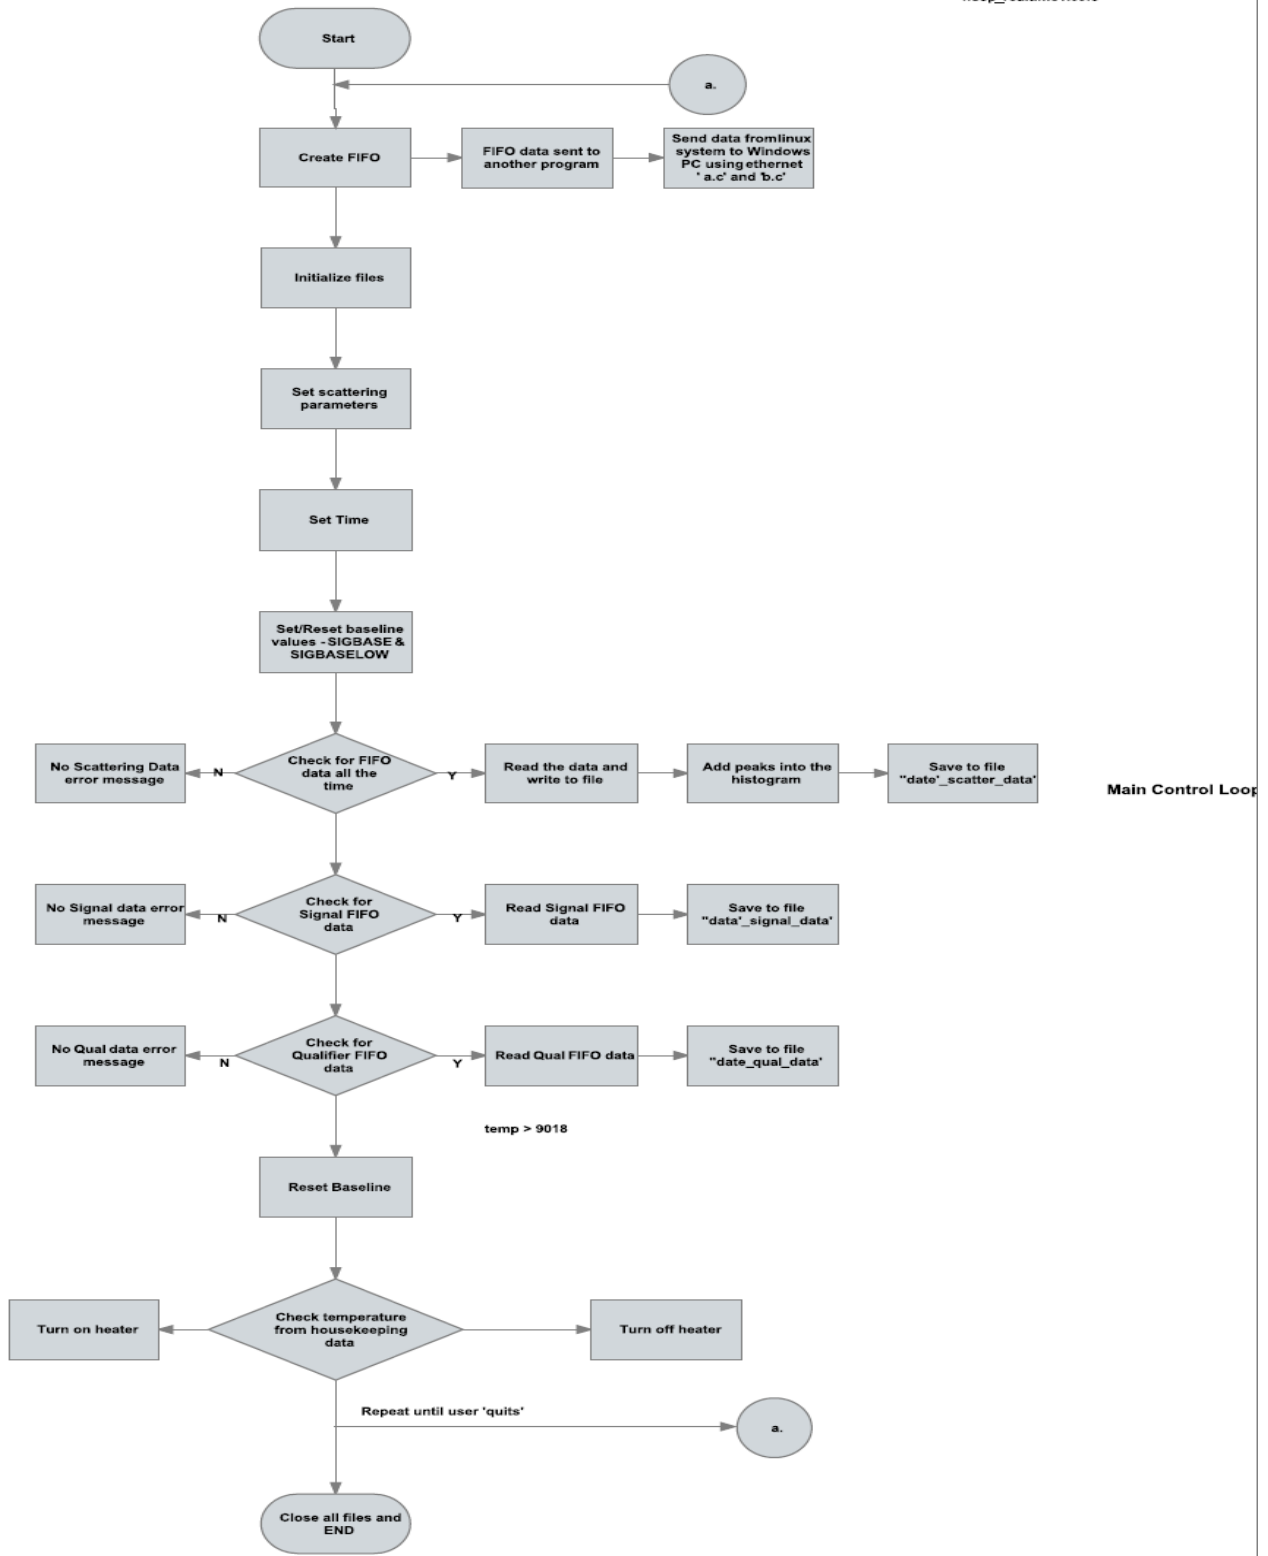 Start
a.
Create FIFO
FIFO data sent to
another program
Send data fromlinux
system to Windows
PC using ethernet
' a.c' and 'b.c'
Initialize files
Set scattering
parameters
Set Time
Set/Reset baseline
values - SIGBASE &
SIGBASELOW
No Scattering Data
error message
N
Check for FIFO
data all the
time
Y
Read the data and
write to file
Add peaks into the
histogram
Save to file
"date'_scatter_data'
Main Control Loop
No Signal data error
message
N
Check for
Signal FIFO
data
Y
Read Signal FIFO
data
Save to file
"data'_signal_data'
No Qual data error
message
N
Check for
Qualifier FIFO
data
Y
Read Qual FIFO data
Save to file
"date_qual_data'
temp > 9018
Reset Baseline
Turn on heater
Check temperature
from housekeeping
data
Turn off heater
Repeat until user 'quits'
a.
Close all files and
END